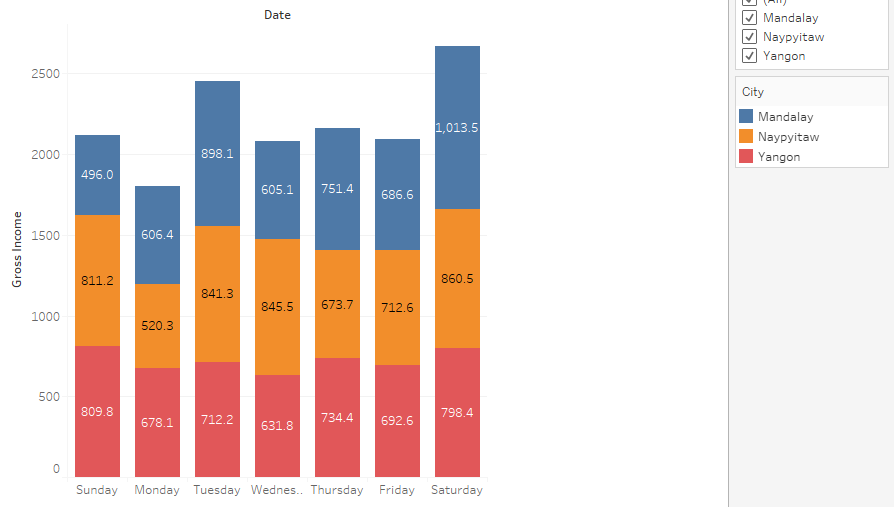 Date
(All)
Mandalay
Naypyitaw
Yangon
City
Mandalay
Naypyitaw
Yangon
Gross Income
2500
2000
1500
1000
500
0
496.0
811.2
809.8
606.4
520.3
678.1
898.1
841.3
712.2
605.1
845.5
631.8
751.4
673.7
734.4
686.6
712.6
692.6
1,013.5
860.5
798.4
Sunday Monday Tuesday Wednes.. Thursday Friday Saturday